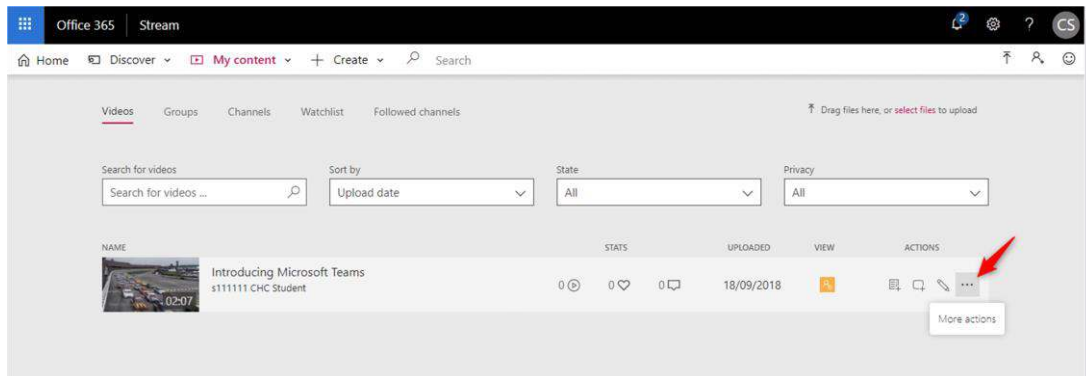 Office 365 Stream 2 ? CS
Home Discover My content Create Search
Videos Groups Channels Watchlist Followed channels Drag files here, or select files to upload
Search for videos Sort by State Privacy
Search for videos ... Upload date All All
NAME STATS UPLOADED VIEW ACTIONS
Introducing Microsoft Teams
s111111 CHC Student
02:07 0 0 0 18/09/2018
More actions